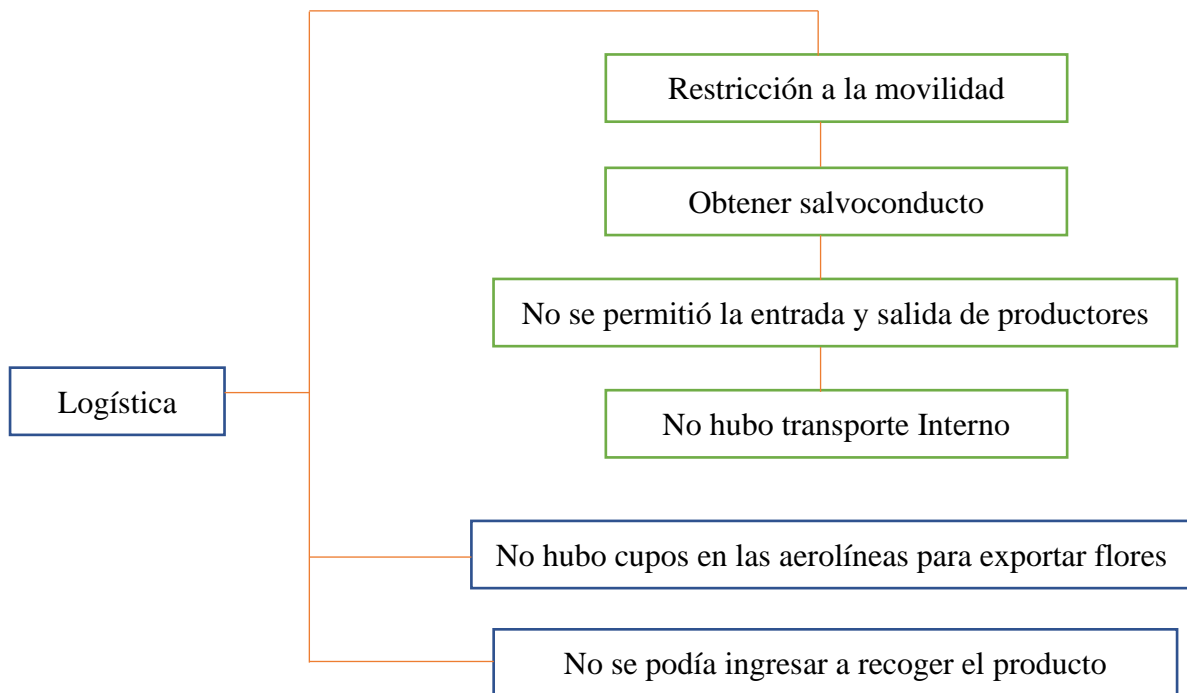 Restricción a la movilidad
Obtener salvoconducto
No se permitió la entrada y salida de productores
Logística
No hubo transporte Interno
No hubo cupos en las aerolíneas para exportar flores
No se podía ingresar a recoger el producto